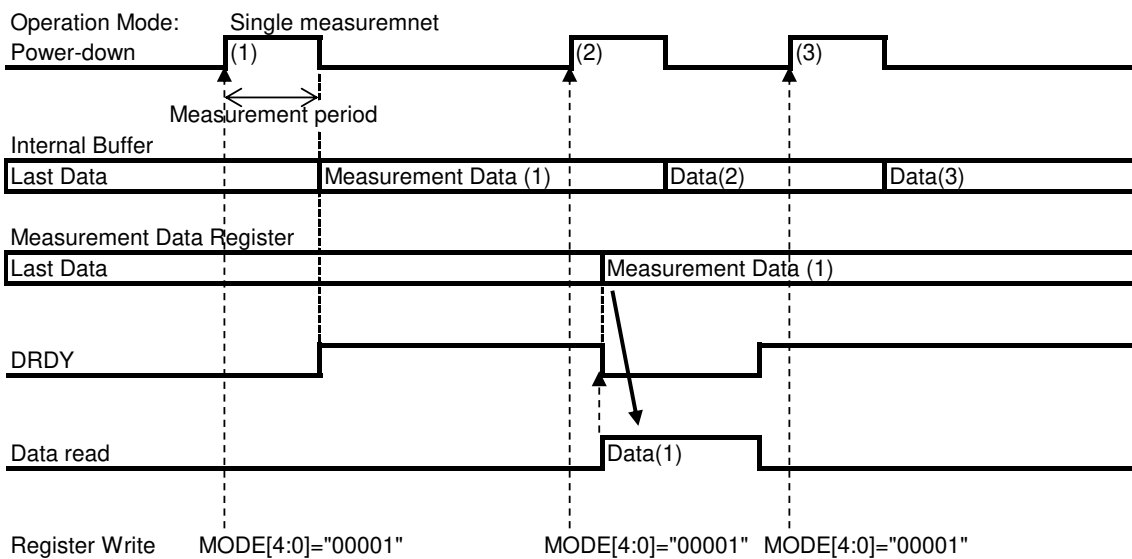 Operation Mode: Single measuremnet
Power-down (1) (2) (3)
Measurement period
Internal Buffer
Last Data Measurement Data (1) Data(2) Data(3)
Measurement Data Register
Last Data Measurement Data (1)
DRDY
Data read Data(1)
Register Write MODE[4:0]="00001" MODE[4:0]="00001" MODE[4:0]="00001"